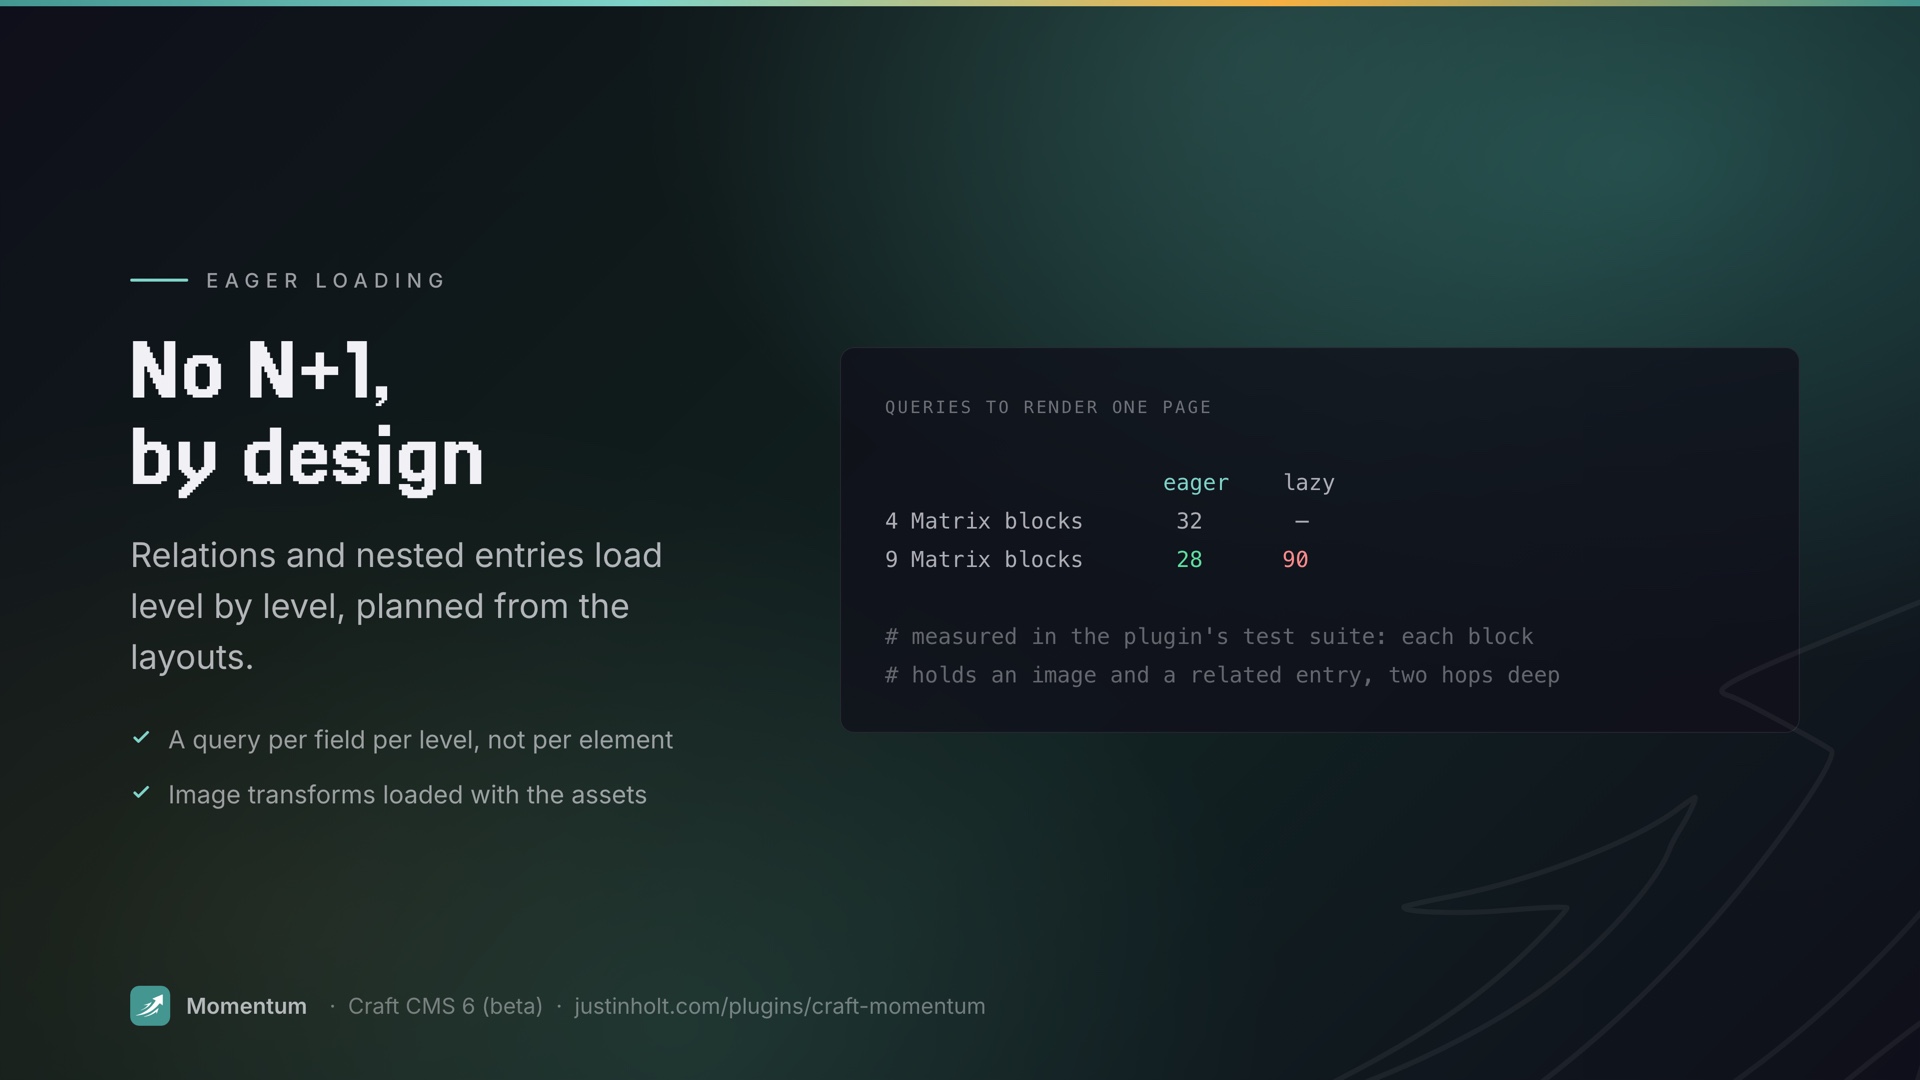 EAGER LOADING
No N+1,
by design
Relations and nested entries load
level by level, planned from the
layouts.
✓ A query per field per level, not per element
✓ Image transforms loaded with the assets
QUERIES TO RENDER ONE PAGE
eager lazy
4 Matrix blocks 32 —
9 Matrix blocks 28 90
# measured in the plugin's test suite: each block
# holds an image and a related entry, two hops deep
Momentum · Craft CMS 6 (beta) · justinholt.com/plugins/craft-momentum